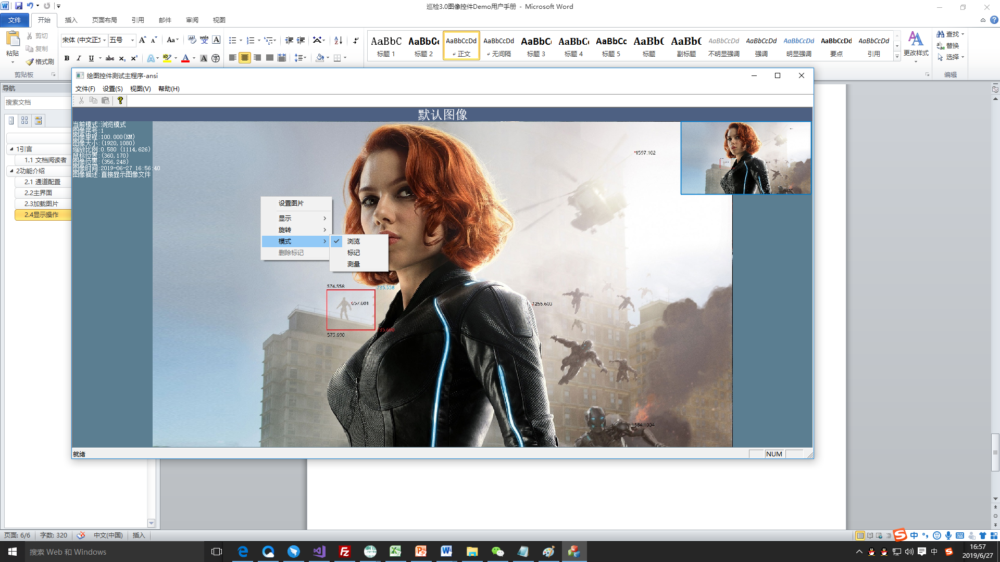 巡检3.0图像控件Demo用户手册 - Microsoft Word
文件 开始 插入 页面布局 引用 邮件 审阅 视图
粘贴 剪切 复制 格式刷
宋体 (中文正文 五号
AaBbC AaBbCc AaBbCcDd AaBbCcDd AaBbC AaBbCc AaBbCc AaBbC AaBbC AaBbCcDd AaBbCcDd AaBbCcDd AaBbCcDd AaBbCcDd
标题 1 标题 2 正文 无间隔 标题 3 标题 4 标题 5 标题 副标题 不明显强调 强调 明显强调 要点 引用
更改样式
查找
替换
选择
剪贴板 编辑
导航
搜索文档
1引言
1.1 文档阅读者
2功能介绍
2.1 通道配置
2.2主界面
2.3加载图片
2.4显示操作
绘图控件测试主程序-ansi
文件(F) 设置(S) 视图(V) 帮助(H)
默认图像
当前模式:浏览模式
图像序号:1
图像里程:100.000(KM)
图像大小:(1920,1080)
缩放比例:0.580 (1114,626)
鼠标位置:(360,170)
图像位置:(356,248)
图像时间:2019-06-27 16:56:40
图像描述:直接显示图像文件
设置图片
显示
旋转
模式
删除标记
浏览
标记
测量
1597.102
574.558
735.558
657.601
735.690
575.690
1255.603
1584.1004
就绪 NUM
页面: 6/6 字数: 320 中文(中国) 插入
中
搜索 Web 和 Windows
中
16:57
2019/6/27